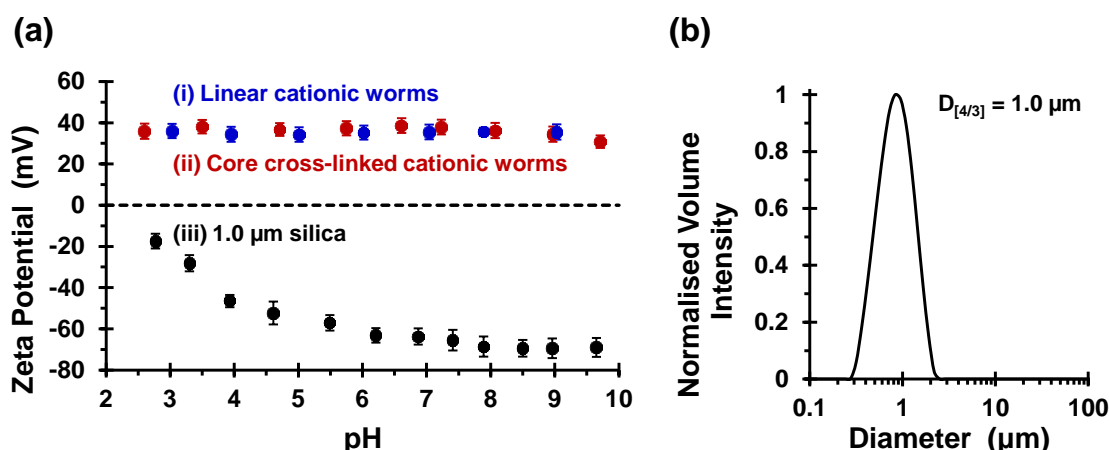 (a)
Zeta Potential (mV)
60
40
20
0
-20
-40
-60
-80
(i) Linear cationic worms
(ii) Core cross-linked cationic worms
(iii) 1.0 µm silica
2 3 4 5 6 7 8 9 10
pH
(b)
Normalised Volume
Intensity
1
0.8
0.6
0.4
0.2
0
D[4/3] = 1.0 µm
0.1 1 10 100
Diameter (µm)